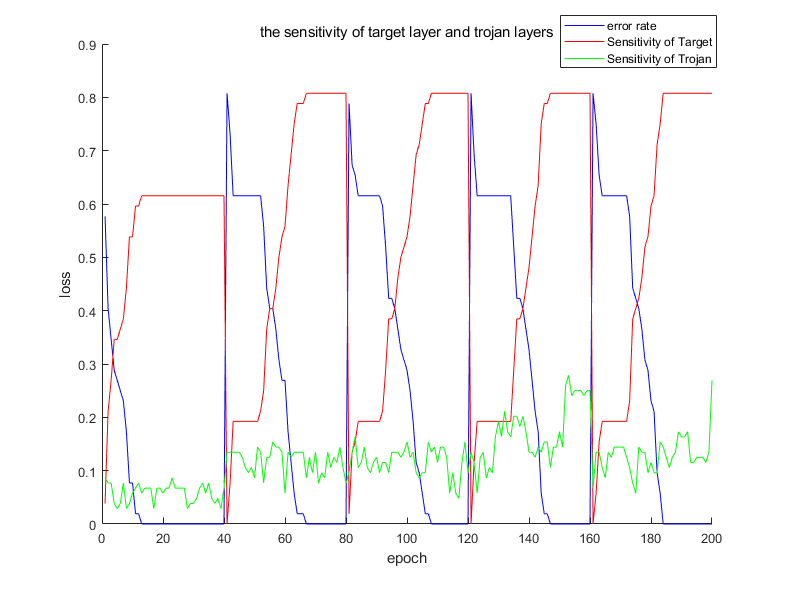 the sensitivity of target layer and trojan layers
error rate
Sensitivity of Target
Sensitivity of Trojan
0.9
0.8
0.7
0.6
0.5
0.4
0.3
0.2
0.1
0
loss
0 20 40 60 80 100 120 140 160 180 200
epoch